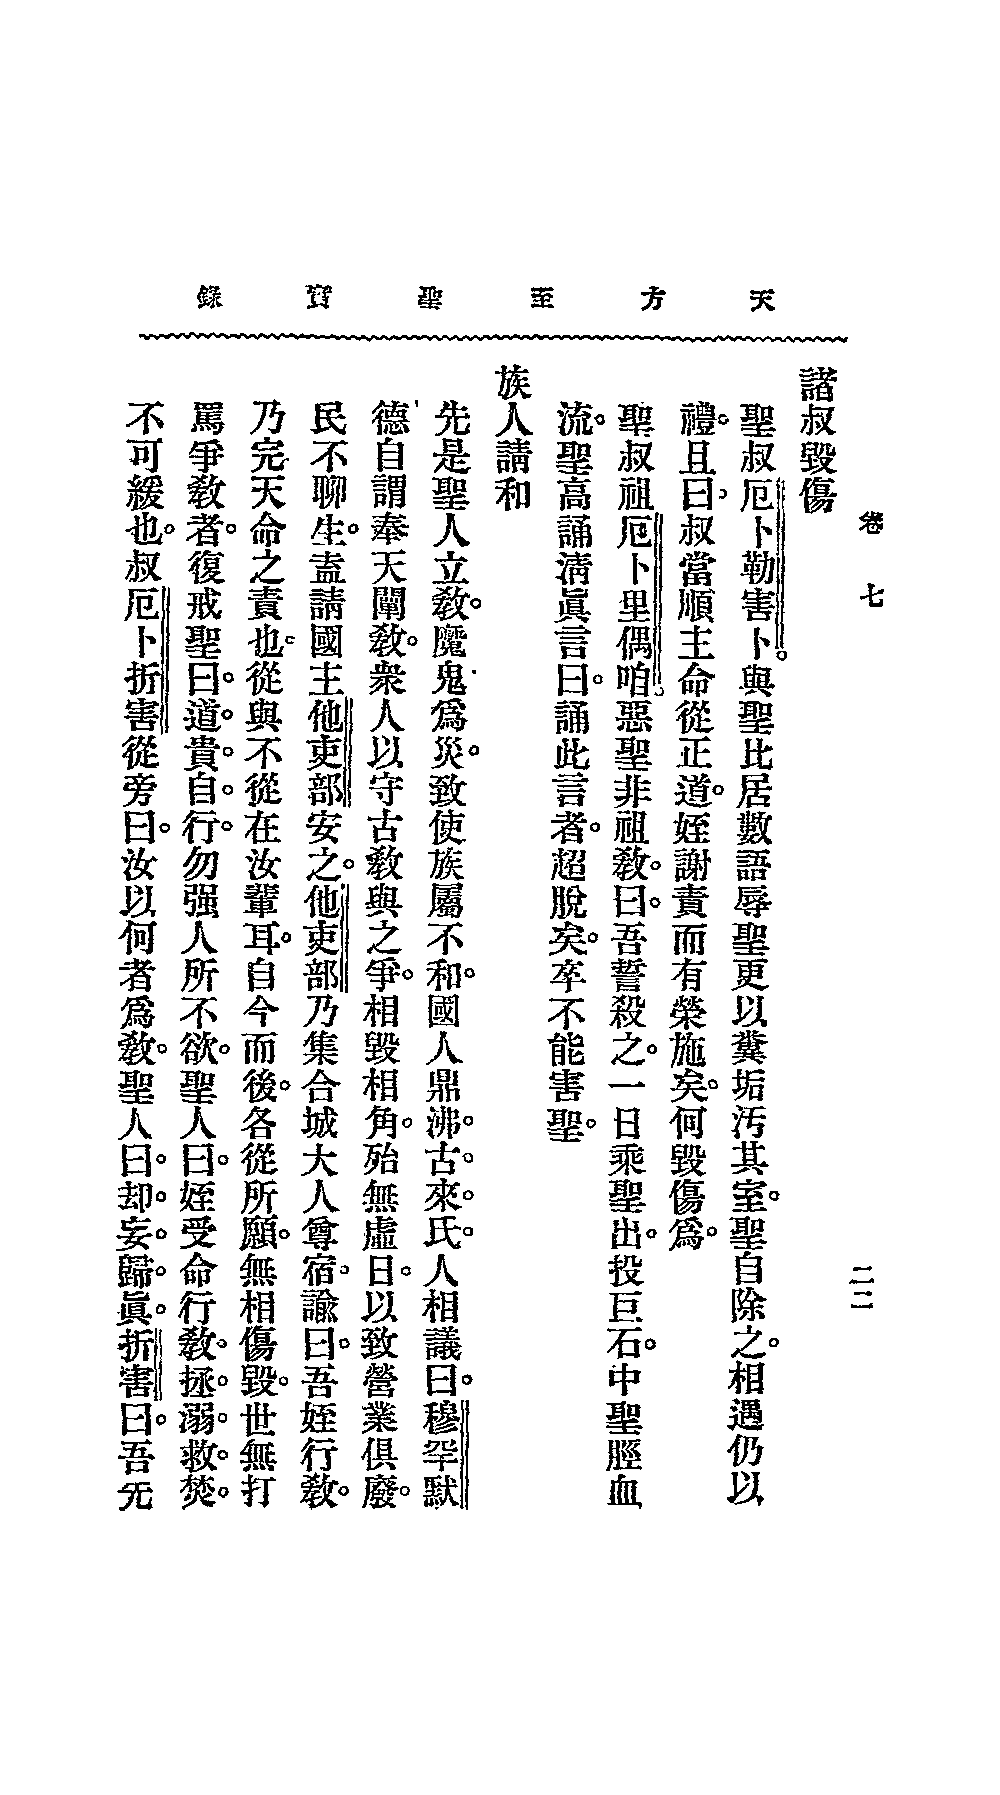 天方至聖寶錄
卷七
二二
諸叔毀傷
聖叔厄卜勒害卜。與聖比居數語辱聖更以糞垢污其室。聖自除之。相遇仍以
禮。且曰。叔當順主命從正道。姪謝責而有榮施矣。何毀傷爲。
聖叔祖厄卜里偶咱。惡聖非祖教。曰。吾誓殺之。一日乘聖出。投巨石。中聖脛血
流。聖高誦淸眞言曰。誦此言者。超脫矣。卒不能害聖。
族人請和
先是聖人立教。魔鬼爲災。致使族屬不和。國人鼎沸。古。來。氏。人相議曰。穆罕默
德自謂奉天闡教。衆人以守古教與之爭。相毀相角。殆無虛日。以致營業俱廢。
民不聊生。盍請國主他吏部安之。他吏部乃集合城大人尊宿。諭曰。吾姪行教。
乃完天命之責也。從與不從在汝輩耳。自今而後。各從所願。無相傷毀。世無打
罵爭教者。復戒聖曰。道。貴。自。行。勿强人所不欲。聖人曰。姪受命行教。拯。溺。救。焚。
不可緩也。叔厄卜折害從旁曰。汝以何者爲教。聖人曰。却。妄。歸。眞。折害曰。吾旡